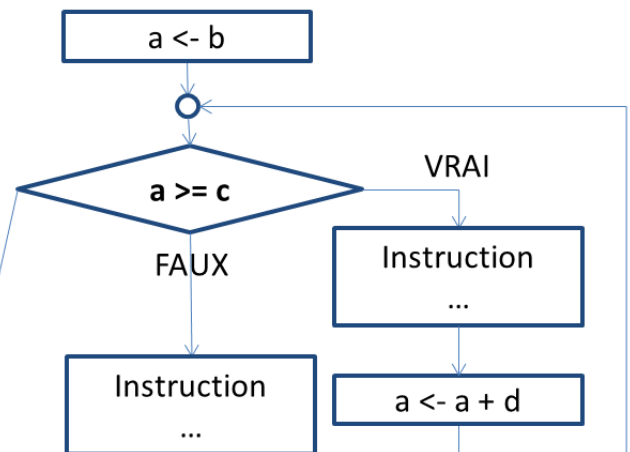 a <- b
a >= c
VRAI
FAUX
Instruction
...
Instruction
...
a <- a + d